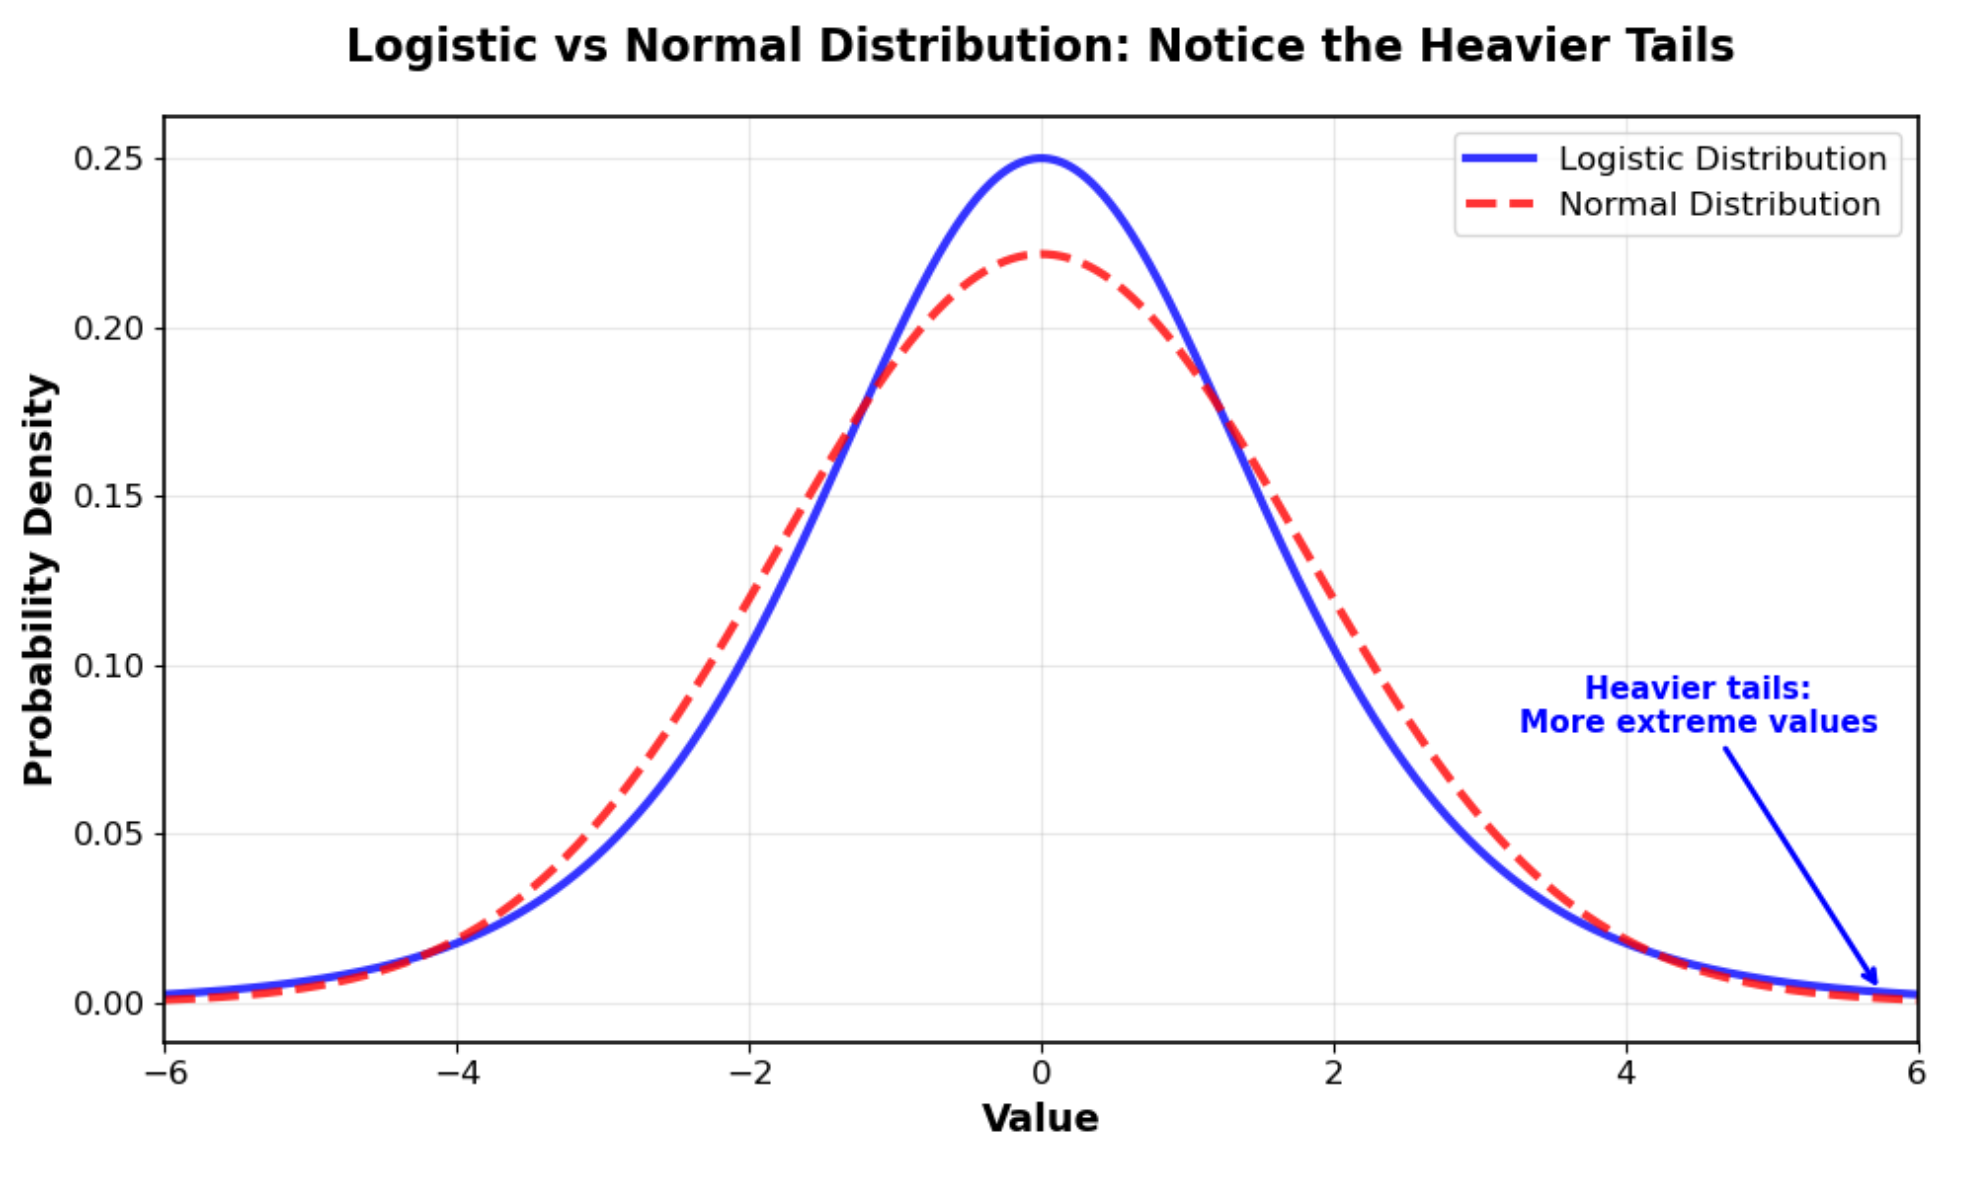 Logistic vs Normal Distribution: Notice the Heavier Tails
0.25
0.20
0.15
0.10
0.05
0.00
Probability Density
Logistic Distribution
Normal Distribution
Heavier tails:
More extreme values
−6
−4
−2
0
2
4
6
Value